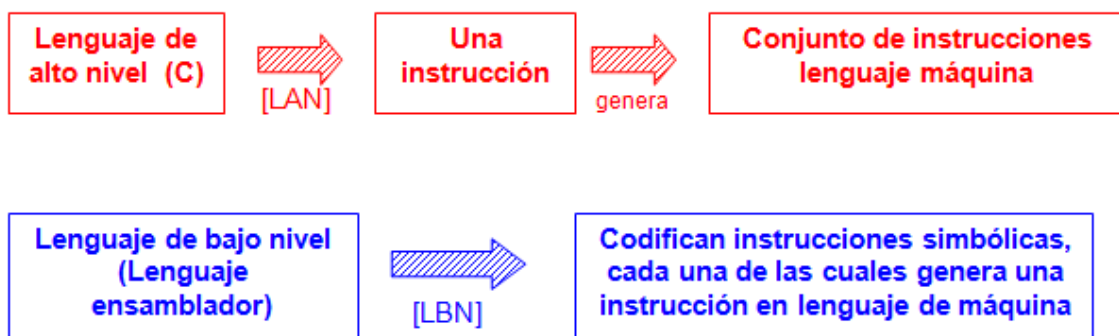 Lenguaje de
alto nivel (C)
[LAN]
Una
instrucción
genera
Conjunto de instrucciones
lenguaje máquina
Lenguaje de bajo nivel
(Lenguaje
ensamblador)
[LBN]
Codifican instrucciones simbólicas,
cada una de las cuales genera una
instrucción en lenguaje de máquina